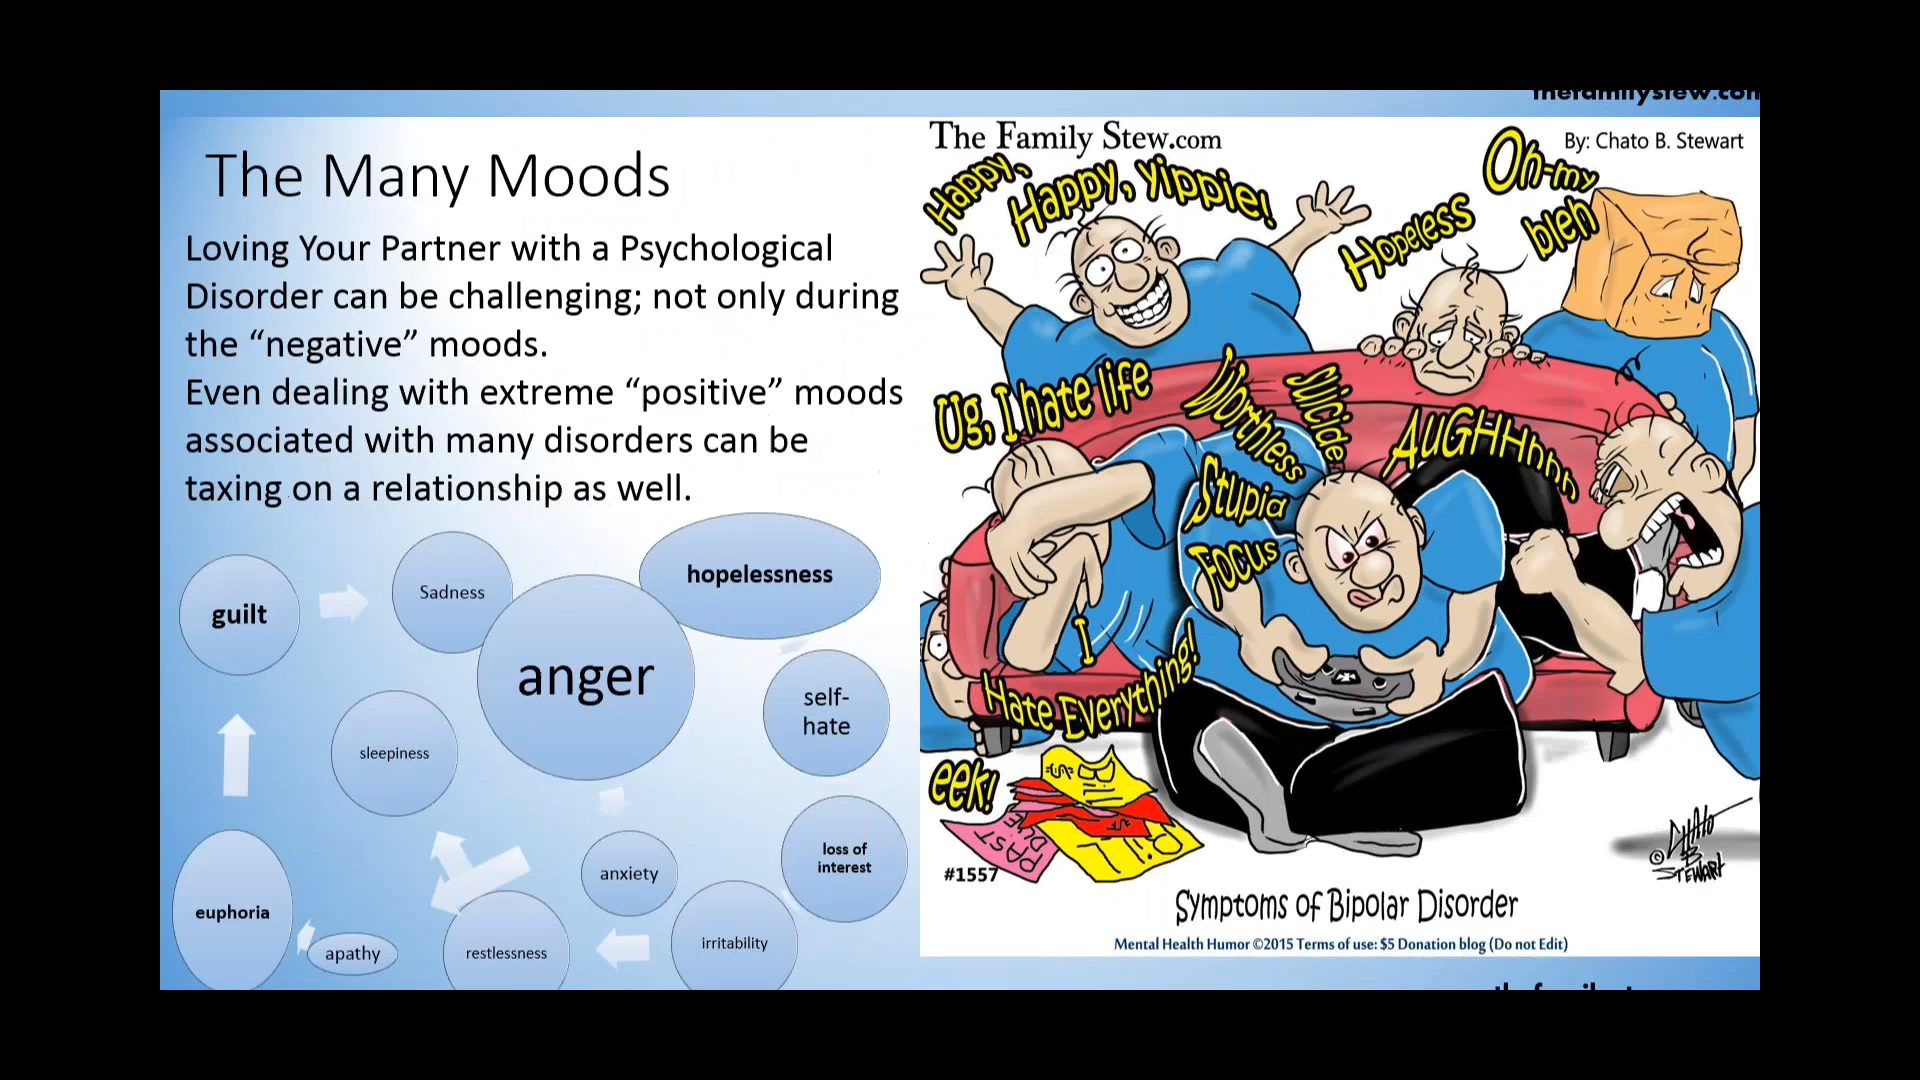 thefamilystew.com
The Many Moods
Loving Your Partner with a Psychological
Disorder can be challenging; not only during
the “negative” moods.
Even dealing with extreme “positive” moods
associated with many disorders can be
taxing on a relationship as well.
guilt
Sadness
anger
hopelessness
self-
hate
sleepiness
loss of
interest
anxiety
euphoria
apathy
restlessness
irritability
The Family Stew.com
By: Chato B. Stewart
Happy,
Happy, yippie!
Hopeless
Oh-my
bleh
Ug, I hate life
Worthless
Suicide
Stupid
Focus
AUGHHhhh
I
Hate Everything!
eek!
$ Bill
PAST
DUE
#1557
CHATO
B
© STEWART
Symptoms of Bipolar Disorder
Mental Health Humor ©2015 Terms of use: $5 Donation blog (Do not Edit)